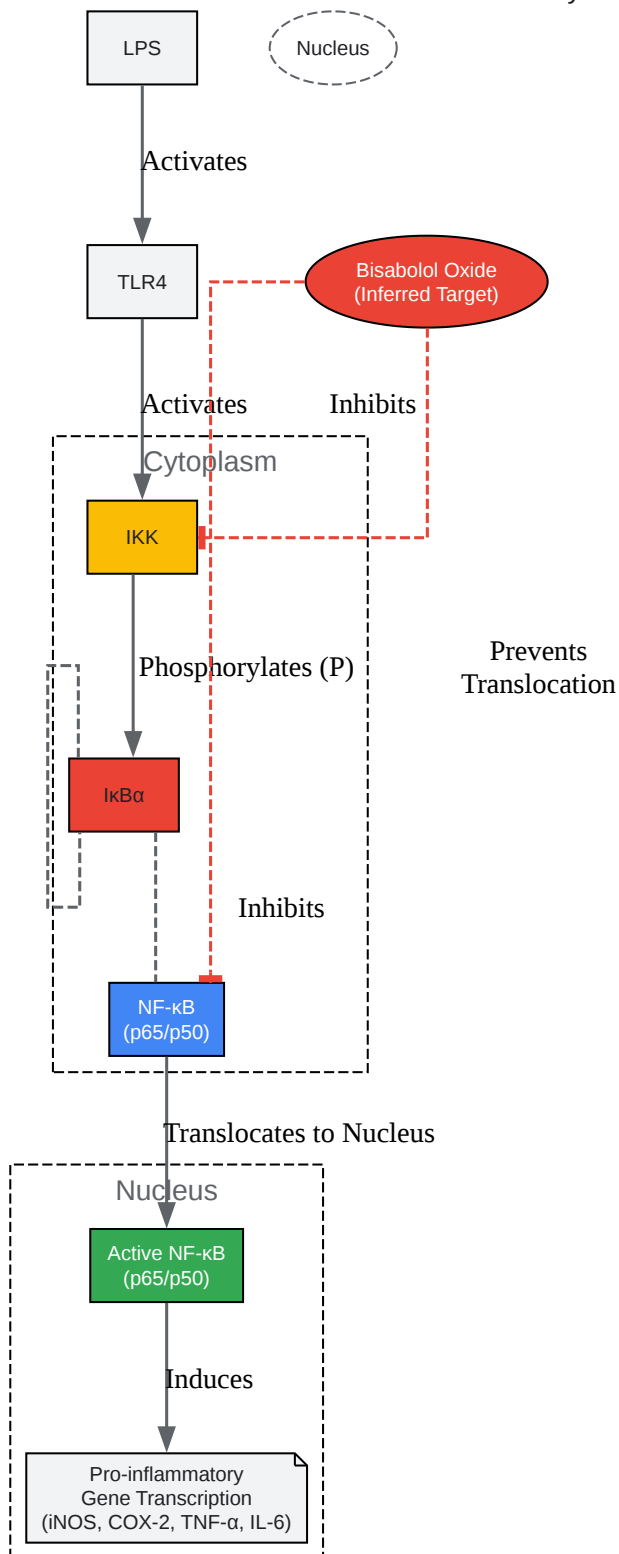 LPS
Nucleus
Activates
TLR4
Bisabolol Oxide
(Inferred Target)
Activates
Inhibits
Cytoplasm
IKK
Phosphorylates (P)
Prevents
Translocation
IκBα
Inhibits
NF-κB
(p65/p50)
Translocates to Nucleus
Nucleus
Active NF-κB
(p65/p50)
Induces
Pro-inflammatory
Gene Transcription
(iNOS, COX-2, TNF-α, IL-6)